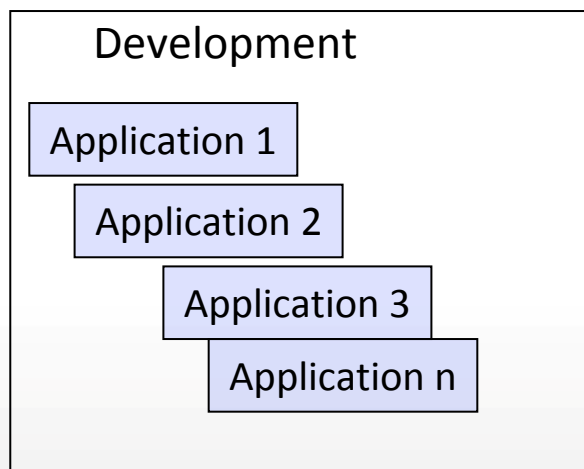 Development
Application 1
Application 2
Application 3
Application n